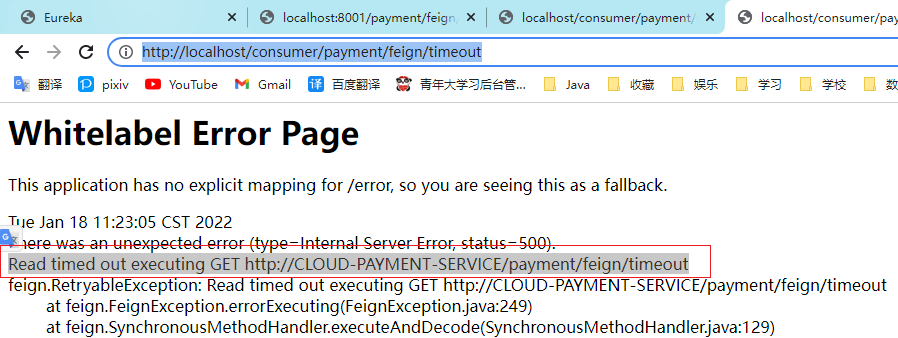 Eureka
localhost:8001/payment/feign
localhost/consumer/payment/
localhost/consumer/pay
http://localhost/consumer/payment/feign/timeout
翻译 pixiv YouTube Gmail 译 百度翻译 青年大学习后台管... Java 收藏 娱乐 学习 学校 数
Whitelabel Error Page
This application has no explicit mapping for /error, so you are seeing this as a fallback.
Tue Jan 18 11:23:05 CST 2022
here was an unexpected error (type=Internal Server Error, status=500).
Read timed out executing GET http://CLOUD-PAYMENT-SERVICE/payment/feign/timeout
feign.RetryableException: Read timed out executing GET http://CLOUD-PAYMENT-SERVICE/payment/feign/timeout
at feign.FeignException.errorExecuting(FeignException.java:249)
at feign.SynchronousMethodHandler.executeAndDecode(SynchronousMethodHandler.java:129)